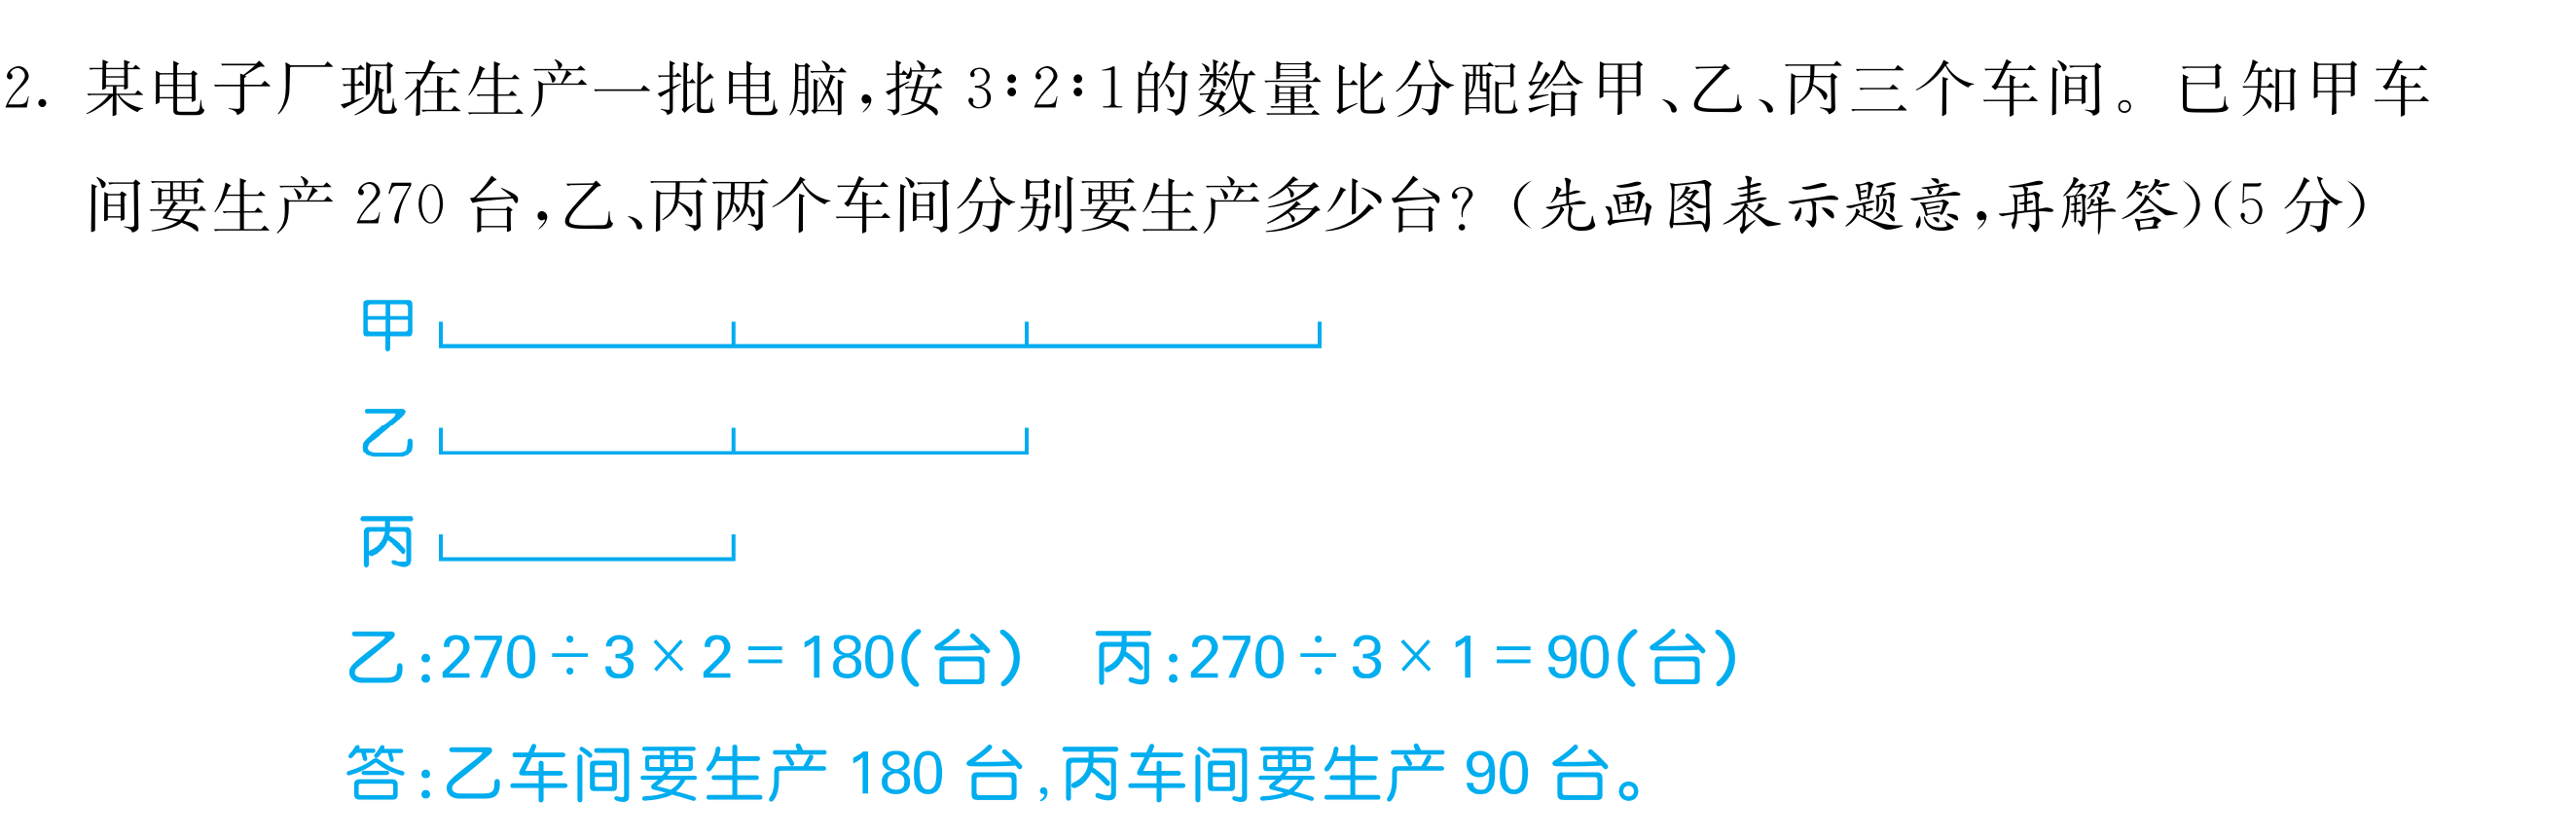 2. 某电子厂现在生产一批电脑,按 3∶2∶1的数量比分配给甲、乙、丙三个车间。已知甲车
间要生产 270 台,乙、丙两个车间分别要生产多少台?(先画图表示题意,再解答)(5 分)
甲
乙
丙
乙:270÷3×2=180(台) 丙:270÷3×1=90(台)
答:乙车间要生产 180 台,丙车间要生产 90 台。